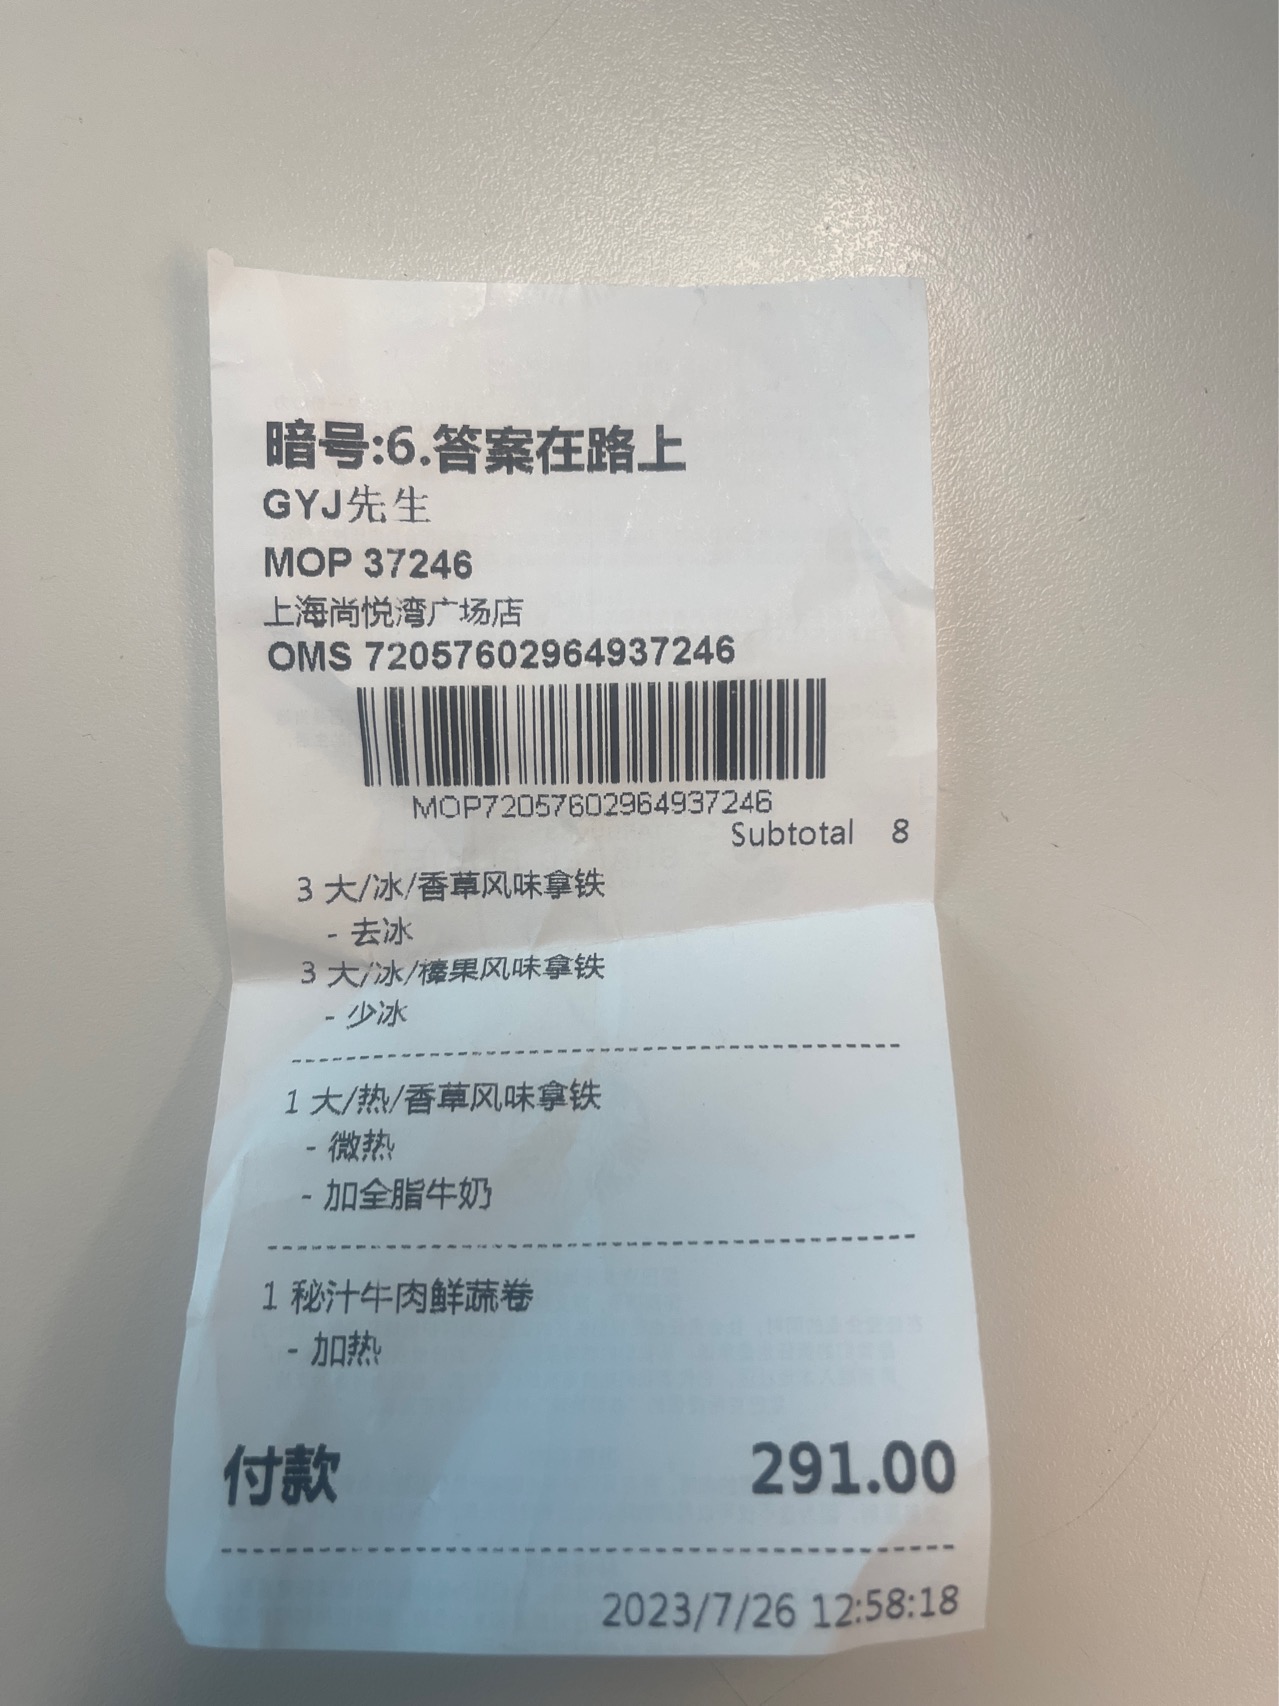 暗号:6.答案在路上
GYJ先生
MOP 37246
上海尚悦湾广场店
OMS 72057602964937246
MOP72057602964937246
Subtotal 8
3 大/冰/香草风味拿铁
- 去冰
3 大/冰/榛果风味拿铁
- 少冰
1 大/热/香草风味拿铁
- 微热
- 加全脂牛奶
1 秘汁牛肉鲜蔬卷
- 加热
付款 291.00
2023/7/26 12:58:18